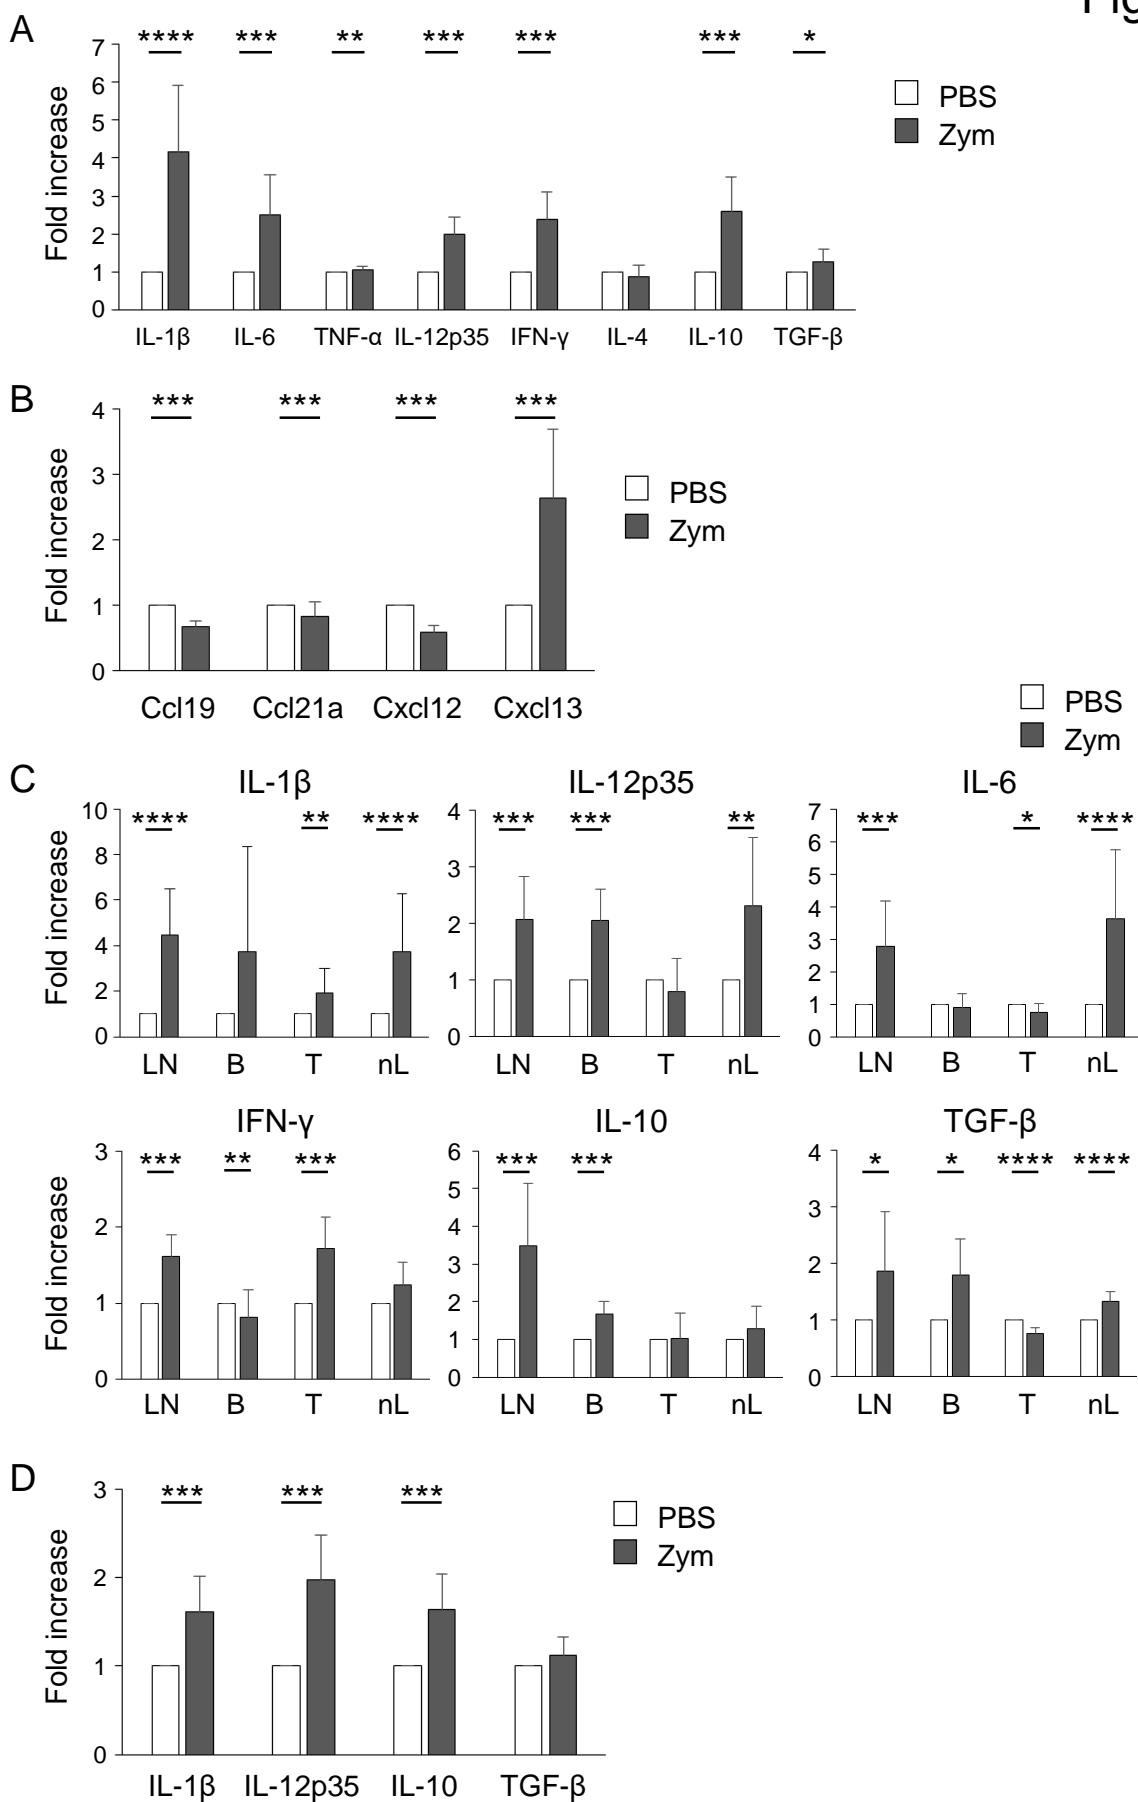 Fig
A
**** *** ** *** *** *** *
7
6
5
4
3
2
1
0
Fold increase
PBS
Zym
IL-1β IL-6 TNF-α IL-12p35 IFN-γ IL-4 IL-10 TGF-β
B
*** *** *** ***
4
3
2
1
0
Fold increase
PBS
Zym
Ccl19 Ccl21a Cxcl12 Cxcl13
PBS
Zym
C
IL-1β
**** ** ****
10
8
6
4
2
0
Fold increase
LN B T nL
IL-12p35
*** *** **
4
3
2
1
0
LN B T nL
IL-6
*** * ****
7
6
5
4
3
2
1
0
LN B T nL
IFN-γ
*** ** ***
3
2
1
0
Fold increase
LN B T nL
IL-10
*** ***
6
5
4
3
2
1
0
LN B T nL
TGF-β
* * **** ****
4
3
2
1
0
LN B T nL
D
*** *** ***
3
2
1
0
Fold increase
PBS
Zym
IL-1β IL-12p35 IL-10 TGF-β